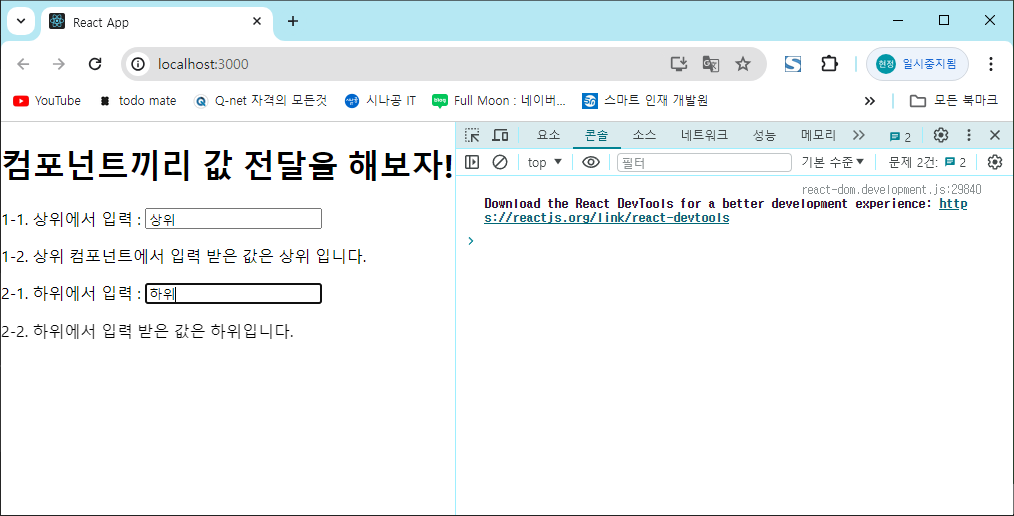 React App
localhost:3000
현정 일시중지됨
YouTube todo mate Q-net 자격의 모든것 시나공 IT blog Full Moon : 네이버... 스마트 인재 개발원 모든 북마크
컴포넌트끼리 값 전달을 해보자!
1-1. 상위에서 입력 : 상위
1-2. 상위 컴포넌트에서 입력 받은 값은 상위 입니다.
2-1. 하위에서 입력 : 하위
2-2. 하위에서 입력 받은 값은 하위입니다.
요소 콘솔 소스 네트워크 성능 메모리 2
top 필터 기본 수준 문제 2건: 2
react-dom.development.js:29840
Download the React DevTools for a better development experience: http
s://reactjs.org/link/react-devtools